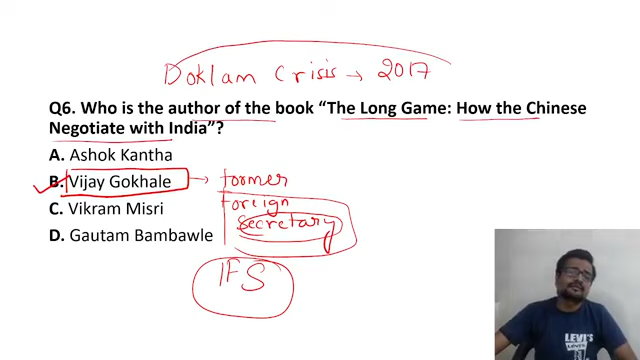 Doklam Crisis → 2017
Q6. Who is the author of the book “The Long Game: How the Chinese
Negotiate with India”?
A. Ashok Kantha
B. Vijay Gokhale → former
foreign
secretary
C. Vikram Misri
D. Gautam Bambawle
IFS
LEVI'S